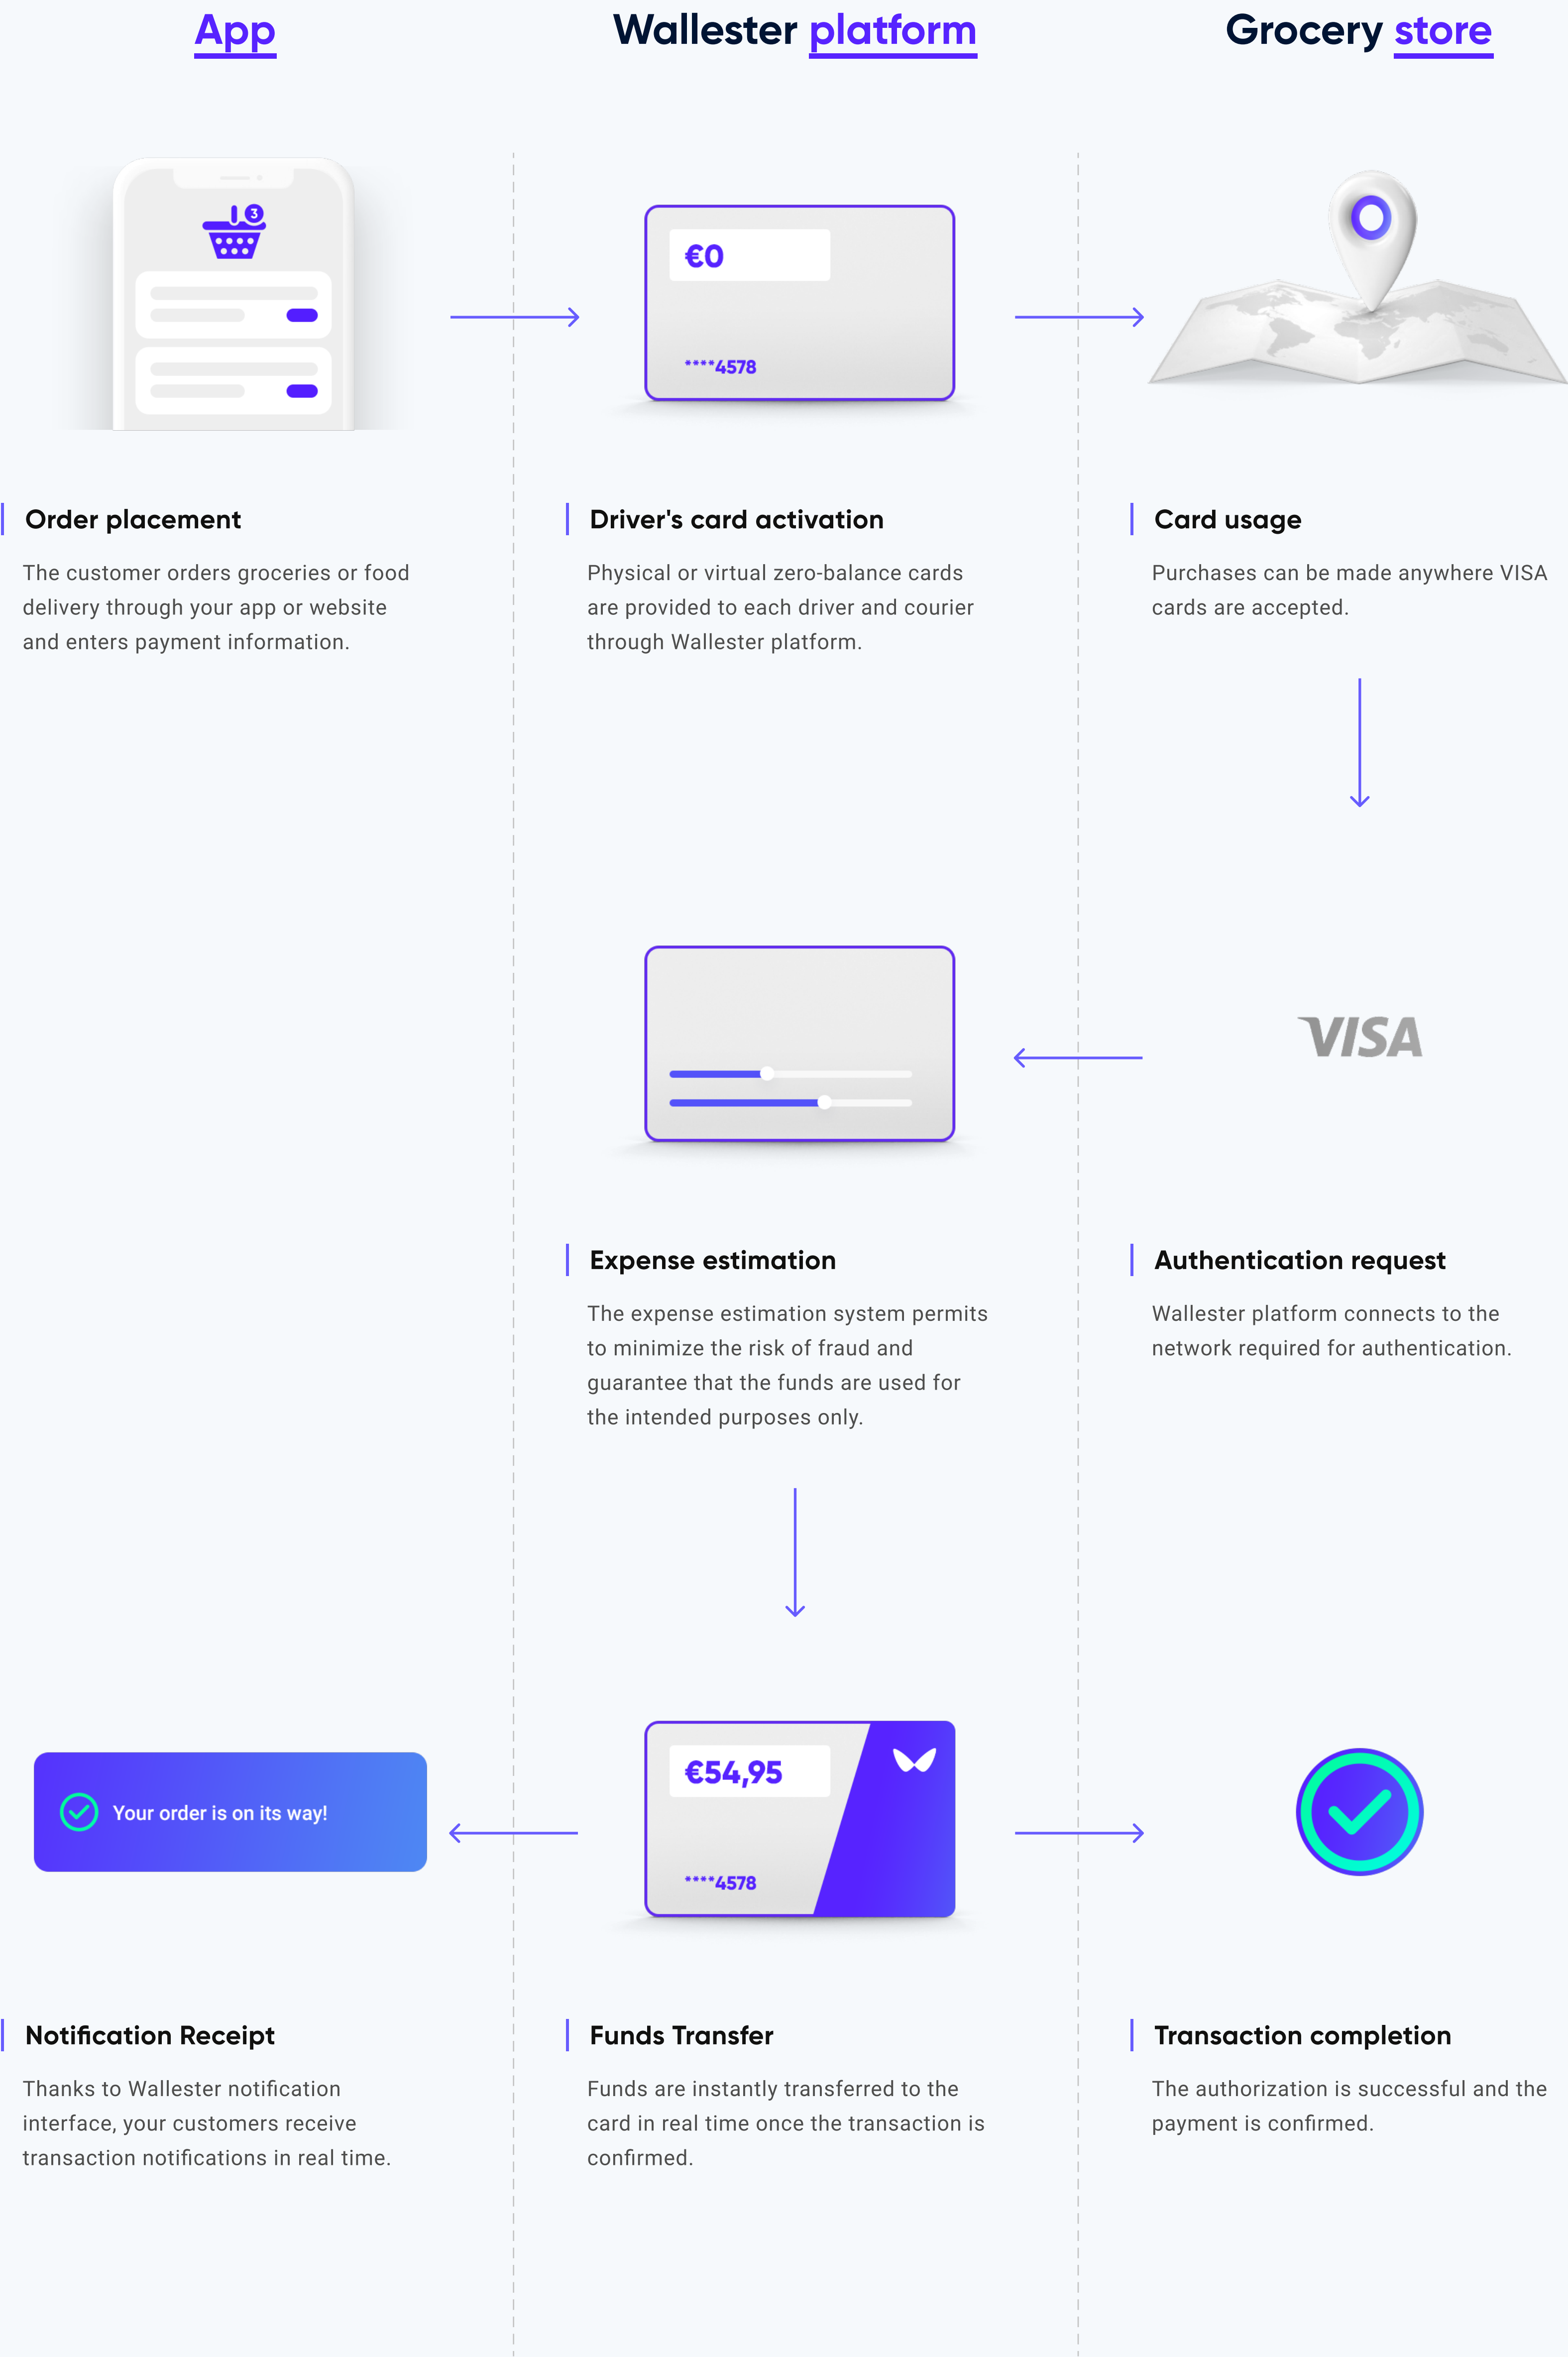 App
Wallester platform
Grocery store
3
€0
****4578
Order placement
The customer orders groceries or food
delivery through your app or website
and enters payment information.
Driver's card activation
Physical or virtual zero-balance cards
are provided to each driver and courier
through Wallester platform.
Card usage
Purchases can be made anywhere VISA
cards are accepted.
VISA
Expense estimation
The expense estimation system permits
to minimize the risk of fraud and
guarantee that the funds are used for
the intended purposes only.
Authentication request
Wallester platform connects to the
network required for authentication.
Your order is on its way!
€54,95
****4578
Notification Receipt
Thanks to Wallester notification
interface, your customers receive
transaction notifications in real time.
Funds Transfer
Funds are instantly transferred to the
card in real time once the transaction is
confirmed.
Transaction completion
The authorization is successful and the
payment is confirmed.